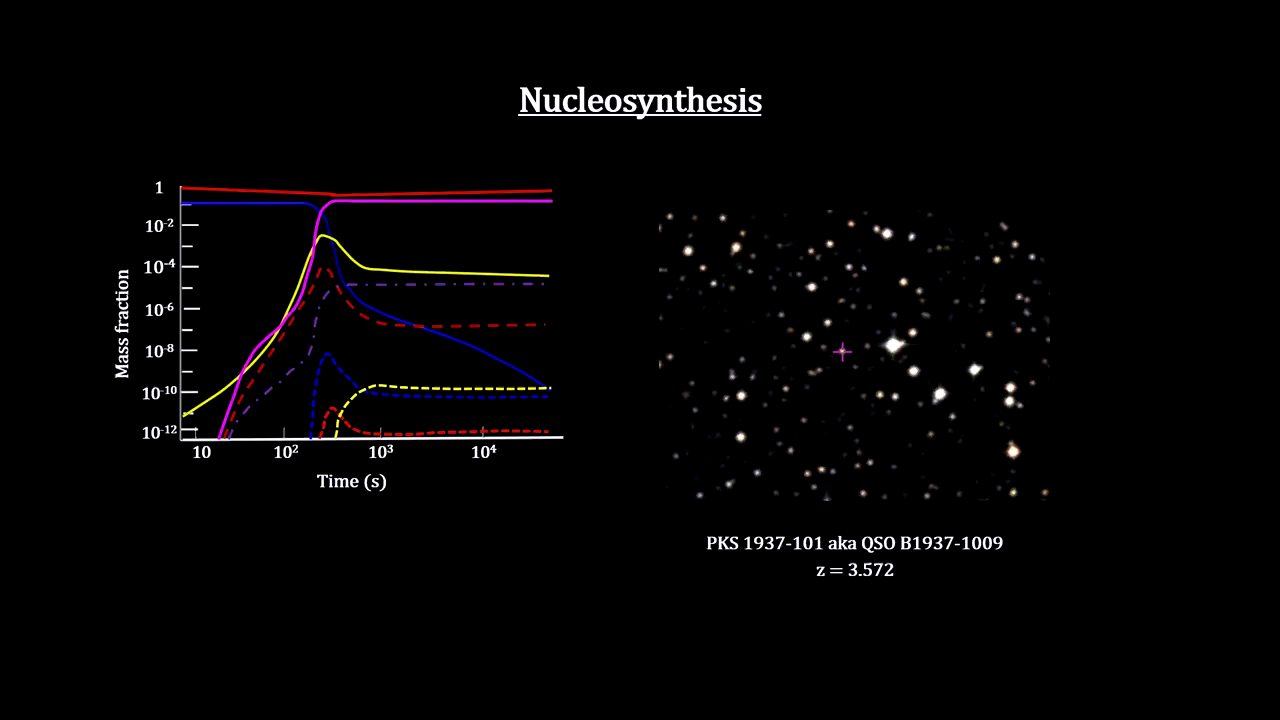 Nucleosynthesis
1
10⁻²
10⁻⁴
10⁻⁶
10⁻⁸
10⁻¹⁰
10⁻¹²
Mass fraction
10 10² 10³ 10⁴
Time (s)
PKS 1937-101 aka QSO B1937-1009
z = 3.572